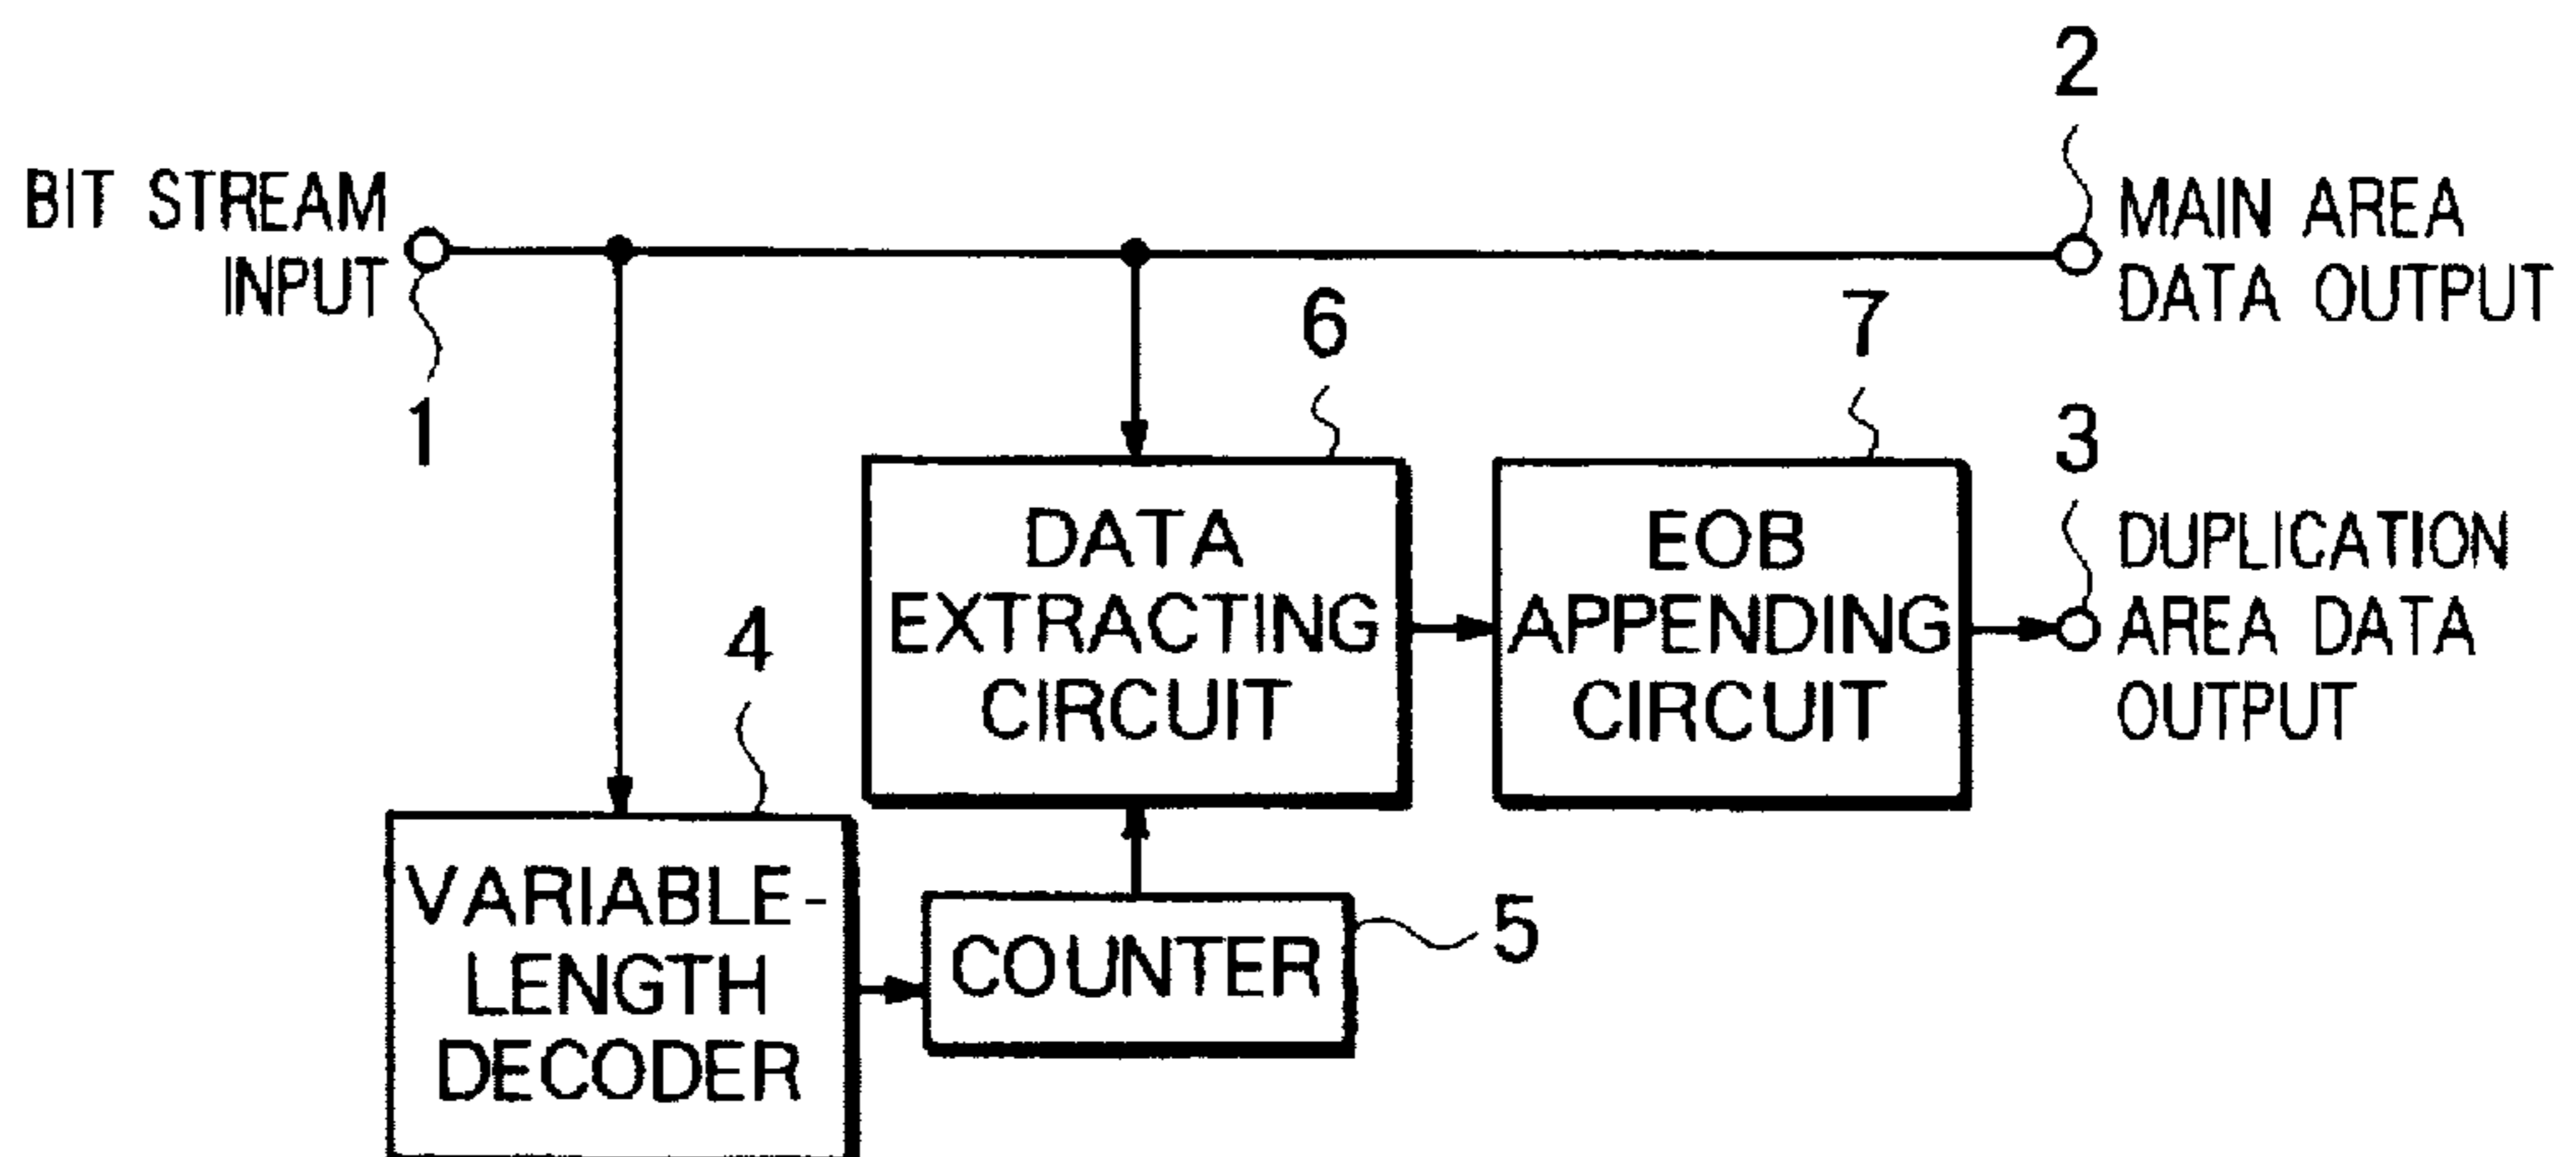 2
BIT STREAM
INPUT
1
MAIN AREA
DATA OUTPUT
6
7
3
DATA
EXTRACTING
CIRCUIT
EOB
APPENDING
CIRCUIT
DUPLICATION
AREA DATA
OUTPUT
4
VARIABLE-
LENGTH
DECODER
COUNTER
5